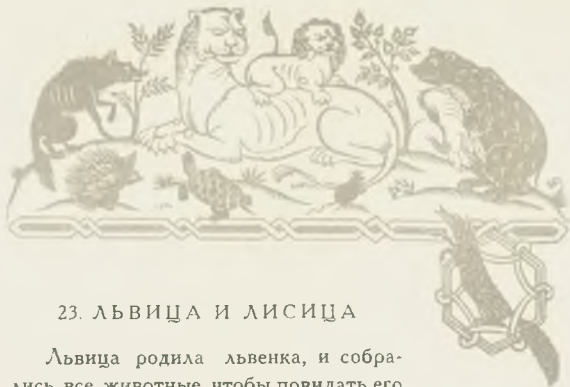 23. ЛЬВИЦА И ЛИСИЦА
Львица родила львенка, и собра-
лись все животные, чтобы повидать его